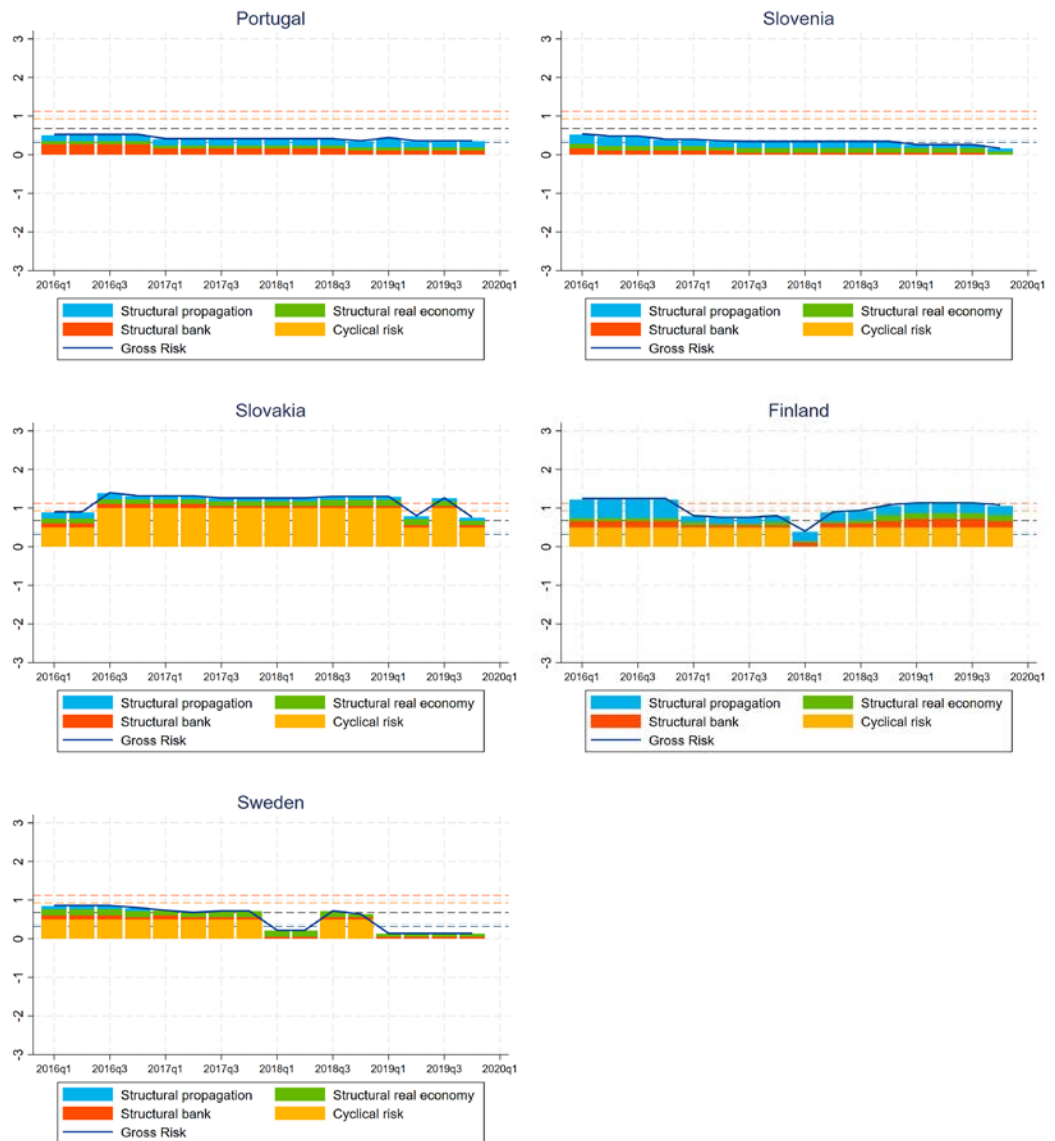 Portugal
3
2
1
0
-1
-2
-3
2016q1 2016q3 2017q1 2017q3 2018q1 2018q3 2019q1 2019q3 2020q1
Structural propagation Structural real economy
Structural bank Cyclical risk
Gross Risk
Slovenia
3
2
1
0
-1
-2
-3
2016q1 2016q3 2017q1 2017q3 2018q1 2018q3 2019q1 2019q3 2020q1
Structural propagation Structural real economy
Structural bank Cyclical risk
Gross Risk
Slovakia
3
2
1
0
-1
-2
-3
2016q1 2016q3 2017q1 2017q3 2018q1 2018q3 2019q1 2019q3 2020q1
Structural propagation Structural real economy
Structural bank Cyclical risk
Gross Risk
Finland
3
2
1
0
-1
-2
-3
2016q1 2016q3 2017q1 2017q3 2018q1 2018q3 2019q1 2019q3 2020q1
Structural propagation Structural real economy
Structural bank Cyclical risk
Gross Risk
Sweden
3
2
1
0
-1
-2
-3
2016q1 2016q3 2017q1 2017q3 2018q1 2018q3 2019q1 2019q3 2020q1
Structural propagation Structural real economy
Structural bank Cyclical risk
Gross Risk